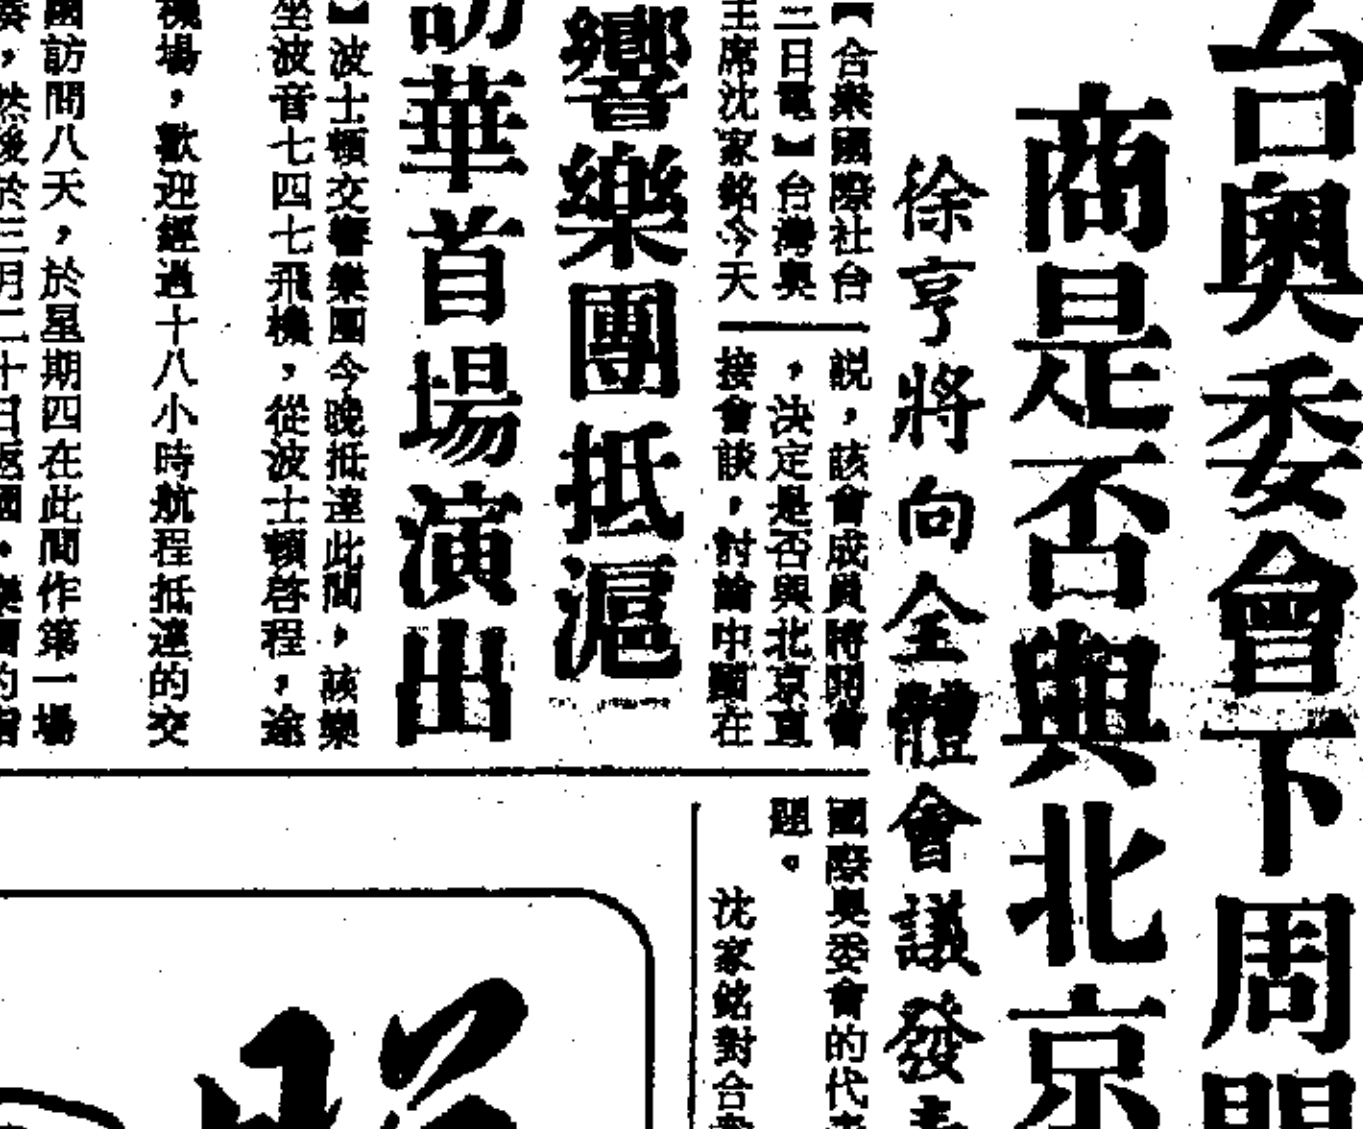 台奧委會下周
商是否與北京
徐亨將向全體會議發
【合衆國際社台
三日電】台灣奧
主席沈家銘今天
説,該會成員將開會
,決定是否與北京直
接會談,討論中顯在
國際奧委會的代
題。
沈家銘對合
響樂團抵滬
訪華首場演出
】波士頓交響樂團今晚抵達此間,該樂
坐波音七四七飛機,從波士頓啓程,途
機場,歡迎經過十八小時航程抵達的交
國訪問八天,於星期四在此間作第一場
,然後於三月二十日返國。樂團的